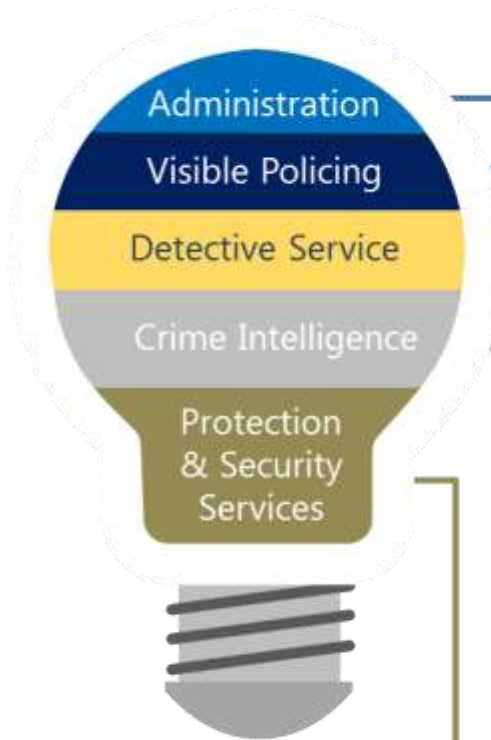 Administration
Visible Policing
Detective Service
Crime Intelligence
Protection
& Security
Services